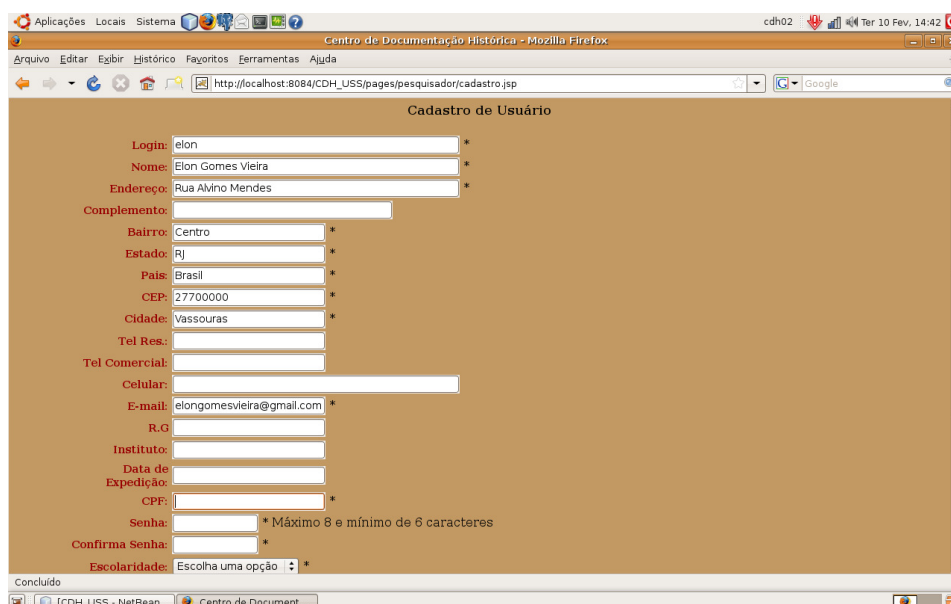 Aplicações Locais Sistema cdh02 Ter 10 Fev, 14:42
Centro de Documentação Histórica - Mozilla Firefox
Arquivo Editar Exibir Histórico Favoritos Ferramentas Ajuda
http://localhost:8084/CDH_USS/pages/pesquisador/cadastro.jsp Google
Cadastro de Usuário
Login: elon *
Nome: Elon Gomes Vieira *
Endereço: Rua Alvino Mendes *
Complemento:
Bairro: Centro *
Estado: RJ *
Pais: Brasil *
CEP: 27700000 *
Cidade: Vassouras *
Tel Res.:
Tel Comercial:
Celular:
E-mail: elongomesvieira@gmail.com *
R.G
Instituto:
Data de
Expedição:
CPF: *
Senha: * Máximo 8 e mínimo de 6 caracteres
Confirma Senha: *
Escolaridade: Escolha uma opção *
Concluído
[CDH_USS - NetBean... Centro de Document...